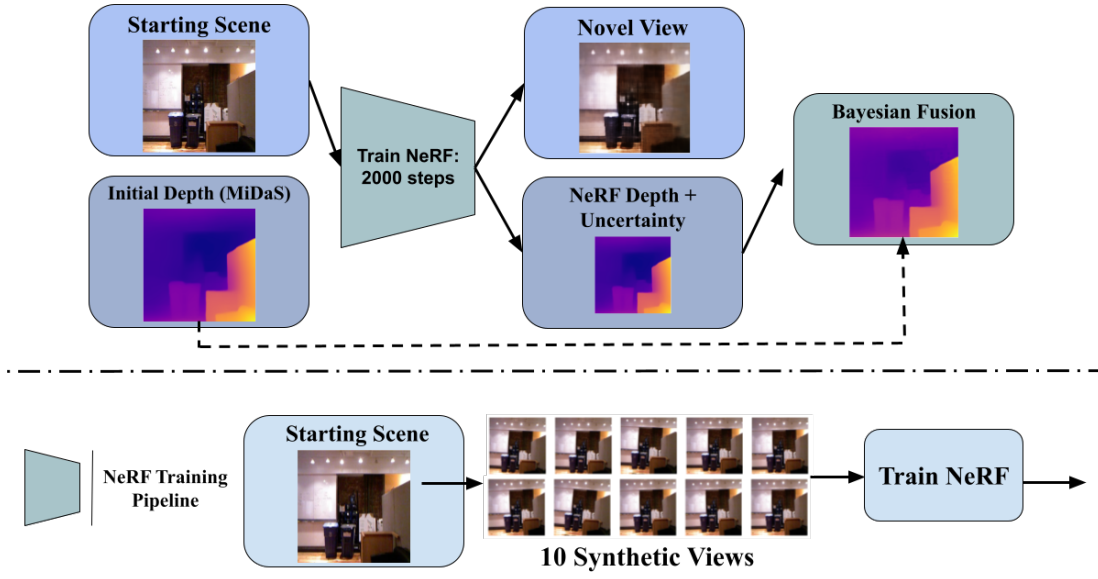 Starting Scene
Novel View
Train NeRF:
2000 steps
Bayesian Fusion
Initial Depth (MiDaS)
NeRF Depth +
Uncertainty
NeRF Training
Pipeline
Starting Scene
10 Synthetic Views
Train NeRF